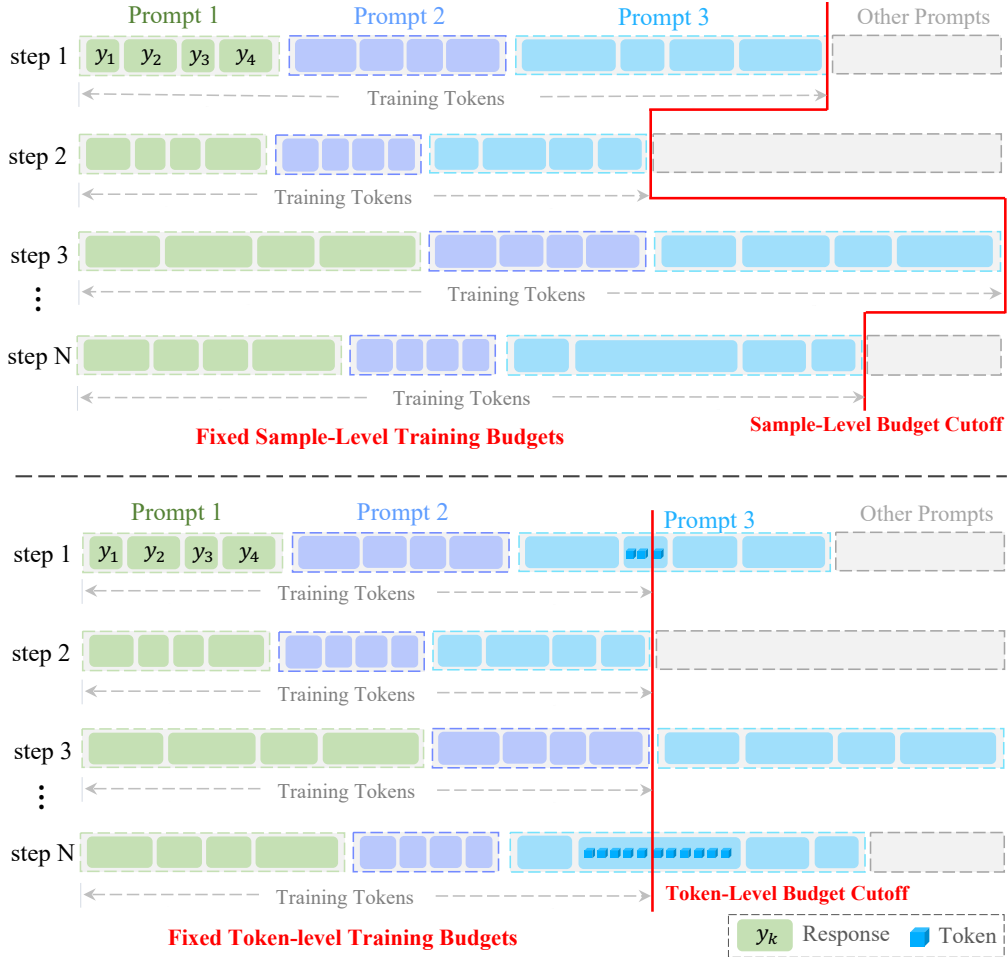 Prompt 1 Prompt 2 Prompt 3 Other Prompts
step 1 y1 y2 y3 y4
Training Tokens
step 2
Training Tokens
step 3
Training Tokens
step N
Training Tokens
Fixed Sample-Level Training Budgets
Sample-Level Budget Cutoff
Prompt 1 Prompt 2 Prompt 3 Other Prompts
step 1 y1 y2 y3 y4
Training Tokens
step 2
Training Tokens
step 3
Training Tokens
step N
Training Tokens
Token-Level Budget Cutoff
Fixed Token-level Training Budgets
yk Response Token